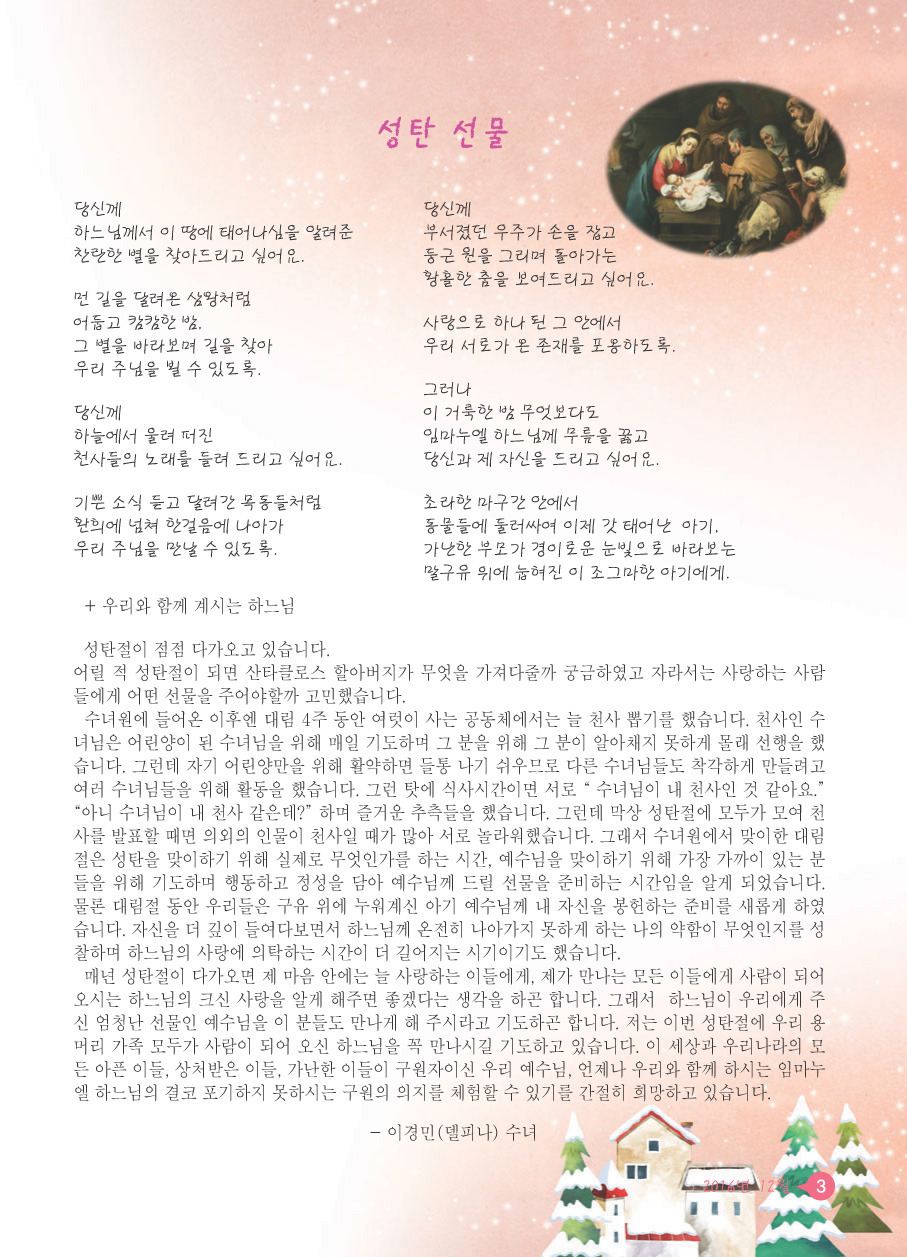 성탄 선물
당신께
하느님께서 이 땅에 태어나심을 알려준
찬란한 별을 찾아드리고 싶어요.
먼 길을 달려온 삼왕처럼
어둡고 캄캄한 밤,
그 별을 바라보며 길을 찾아
우리 주님을 뵐 수 있도록.
당신께
하늘에서 울려 퍼진
천사들의 노래를 들려 드리고 싶어요.
기쁜 소식 듣고 달려간 목동들처럼
환희에 넘쳐 한걸음에 나아가
우리 주님을 만날 수 있도록.
당신께
부서졌던 우주가 손을 잡고
둥근 원을 그리며 돌아가는
황홀한 춤을 보여드리고 싶어요.
사랑으로 하나 된 그 안에서
우리 서로가 온 존재를 포옹하도록.
그러나
이 거룩한 밤 무엇보다도
임마누엘 하느님께 무릎을 꿇고
당신과 제 자신을 드리고 싶어요.
초라한 마구간 안에서
동물들에 둘러싸여 이제 갓 태어난 아기,
가난한 부모가 경이로운 눈빛으로 바라보는
말구유 위에 눕혀진 이 조그마한 아기에게.
+ 우리와 함께 계시는 하느님
성탄절이 점점 다가오고 있습니다.
어릴 적 성탄절이 되면 산타클로스 할아버지가 무엇을 가져다줄까 궁금하였고 자라서는 사랑하는 사람
들에게 어떤 선물을 주어야할까 고민했습니다.
수녀원에 들어온 이후엔 대림 4주 동안 여럿이 사는 공동체에서는 늘 천사 뽑기를 했습니다. 천사인 수
녀님은 어린양이 된 수녀님을 위해 매일 기도하며 그 분을 위해 그 분이 알아채지 못하게 몰래 선행을 했
습니다. 그런데 자기 어린양만을 위해 활약하면 들통 나기 쉬우므로 다른 수녀님들도 착각하게 만들려고
여러 수녀님들을 위해 활동을 했습니다. 그런 탓에 식사시간이면 서로 “ 수녀님이 내 천사인 것 같아요.”
“아니 수녀님이 내 천사 같은데?” 하며 즐거운 추측들을 했습니다. 그런데 막상 성탄절에 모두가 모여 천
사를 발표할 때면 의외의 인물이 천사일 때가 많아 서로 놀라워했습니다. 그래서 수녀원에서 맞이한 대림
절은 성탄을 맞이하기 위해 실제로 무엇인가를 하는 시간, 예수님을 맞이하기 위해 가장 가까이 있는 분
들을 위해 기도하며 행동하고 정성을 담아 예수님께 드릴 선물을 준비하는 시간임을 알게 되었습니다.
물론 대림절 동안 우리들은 구유 위에 누워계신 아기 예수님께 내 자신을 봉헌하는 준비를 새롭게 하였
습니다. 자신을 더 깊이 들여다보면서 하느님께 온전히 나아가지 못하게 하는 나의 약함이 무엇인지를 성
찰하며 하느님의 사랑에 의탁하는 시간이 더 길어지는 시기이기도 했습니다.
매년 성탄절이 다가오면 제 마음 안에는 늘 사랑하는 이들에게, 제가 만나는 모든 이들에게 사람이 되어
오시는 하느님의 크신 사랑을 알게 해주면 좋겠다는 생각을 하곤 합니다. 그래서 하느님이 우리에게 주
신 엄청난 선물인 예수님을 이 분들도 만나게 해 주시라고 기도하곤 합니다. 저는 이번 성탄절에 우리 용
머리 가족 모두가 사람이 되어 오신 하느님을 꼭 만나시길 기도하고 있습니다. 이 세상과 우리나라의 모
든 아픈 이들, 상처받은 이들, 가난한 이들이 구원자이신 우리 예수님, 언제나 우리와 함께 하시는 임마누
엘 하느님의 결코 포기하지 못하시는 구원의 의지를 체험할 수 있기를 간절히 희망하고 있습니다.
- 이경민(델피나) 수녀
2016년 12월 3